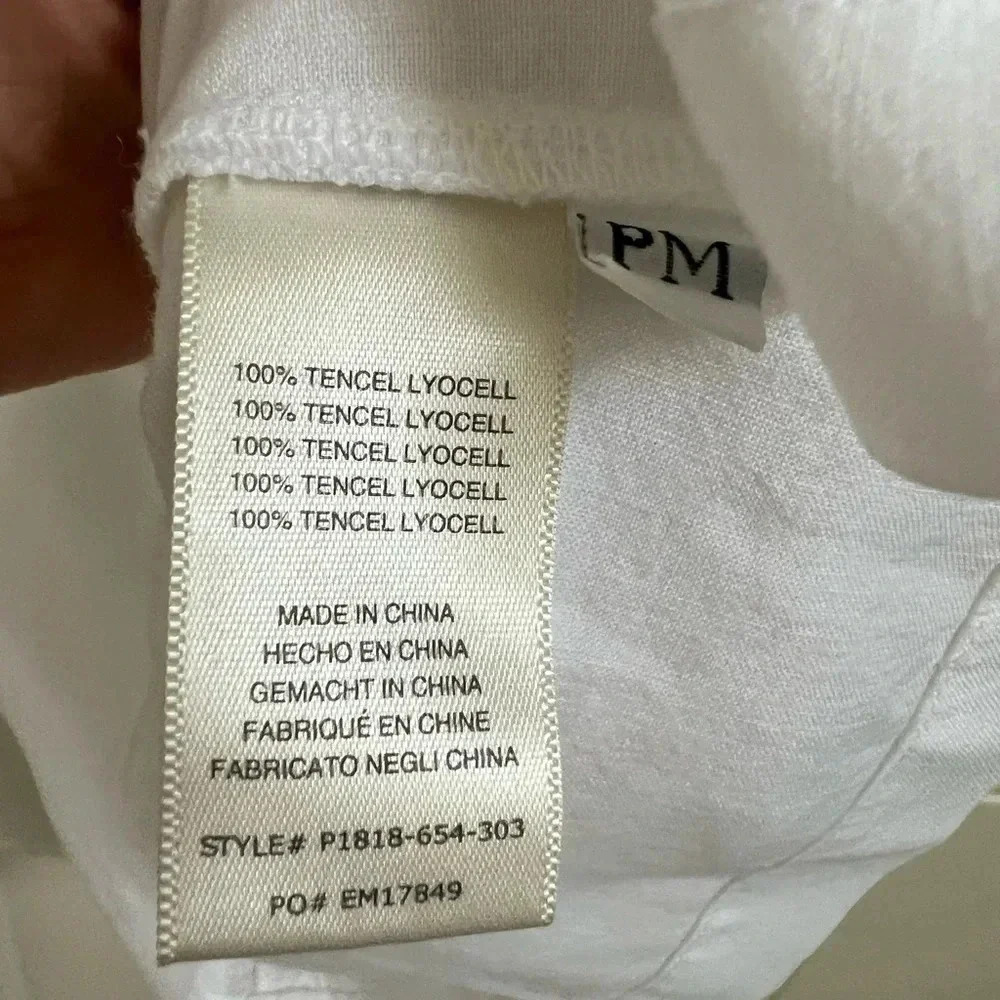 PM
100% TENCEL LYOCELL
100% TENCEL LYOCELL
100% TENCEL LYOCELL
100% TENCEL LYOCELL
100% TENCEL LYOCELL
MADE IN CHINA
HECHO EN CHINA
GEMACHT IN CHINA
FABRIQUÉ EN CHINE
FABRICATO NEGLI CHINA
STYLE# P1818-654-303
PO# EM17849